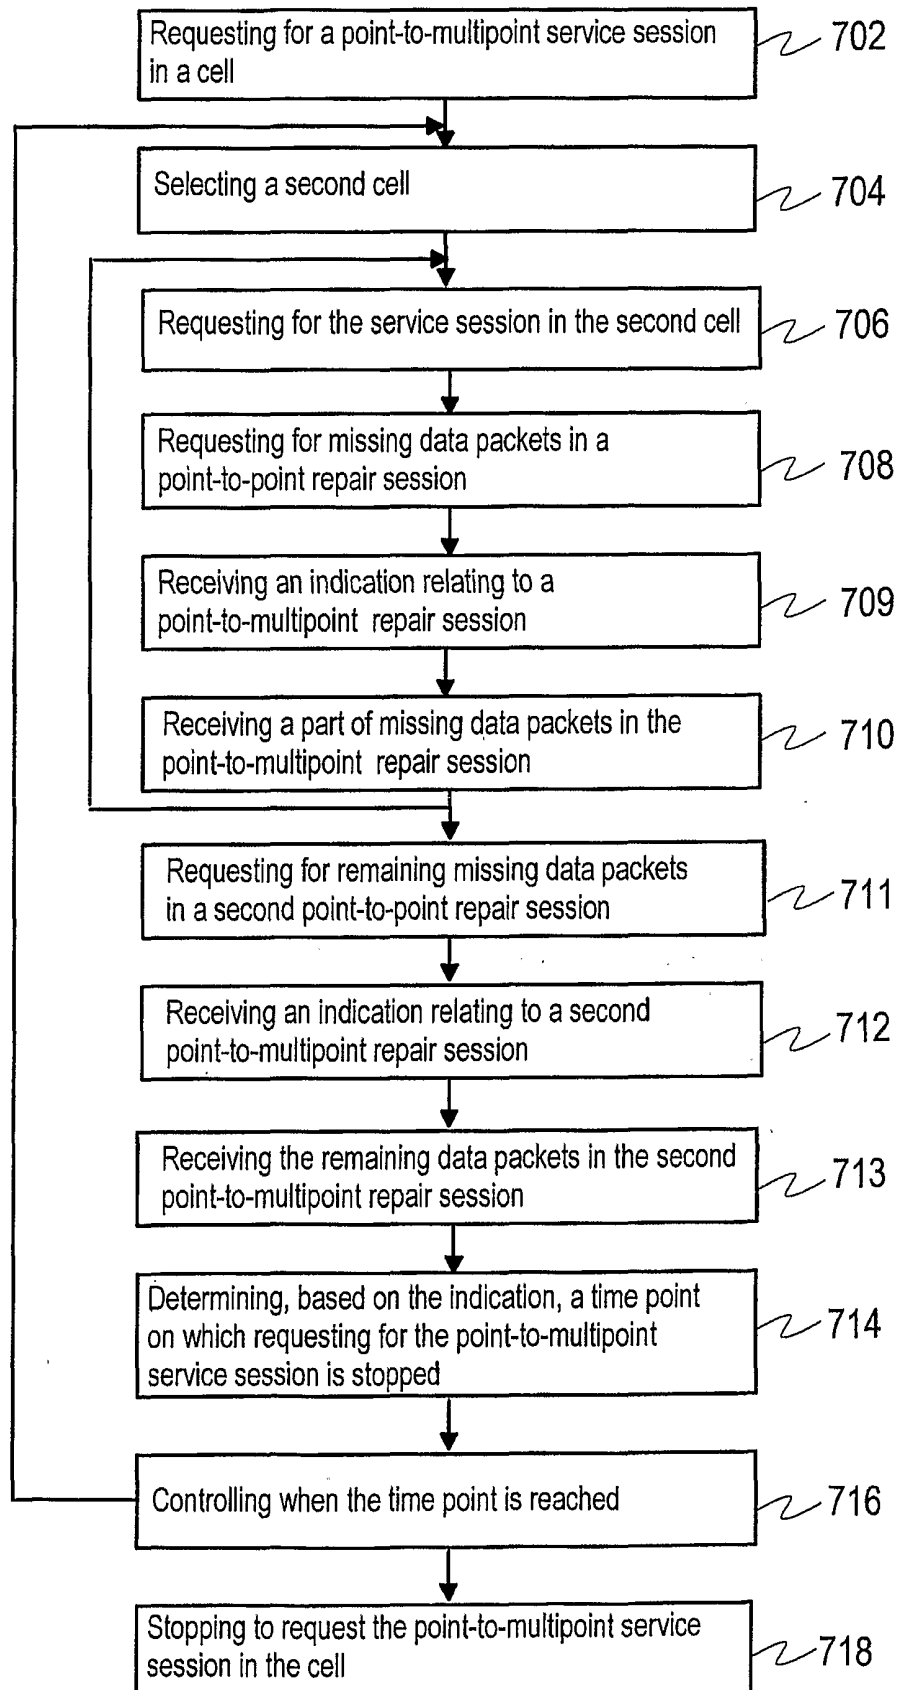 Requesting for a point-to-multipoint service session
in a cell
702
Selecting a second cell
704
Requesting for the service session in the second cell
706
Requesting for missing data packets in a
point-to-point repair session
708
Receiving an indication relating to a
point-to-multipoint repair session
709
Receiving a part of missing data packets in the
point-to-multipoint repair session
710
Requesting for remaining missing data packets
in a second point-to-point repair session
711
Receiving an indication relating to a second
point-to-multipoint repair session
712
Receiving the remaining data packets in the second
point-to-multipoint repair session
713
Determining, based on the indication, a time point
on which requesting for the point-to-multipoint
service session is stopped
714
Controlling when the time point is reached
716
Stopping to request the point-to-multipoint service
session in the cell
718